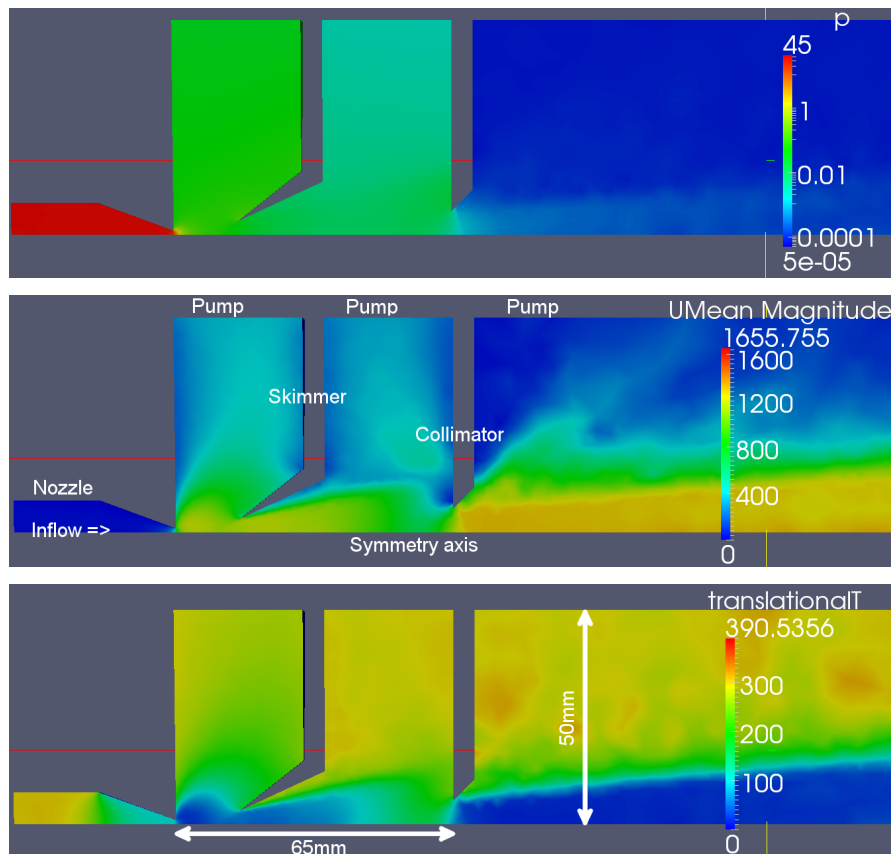 p
45
1
0.01
0.0001
5e-05
Pump Pump Pump
UMean Magnitude
1655.755
1600
1200
800
400
0
Skimmer
Collimator
Nozzle
Inflow =>
Symmetry axis
translationalT
390.5356
300
200
100
0
50mm
65mm